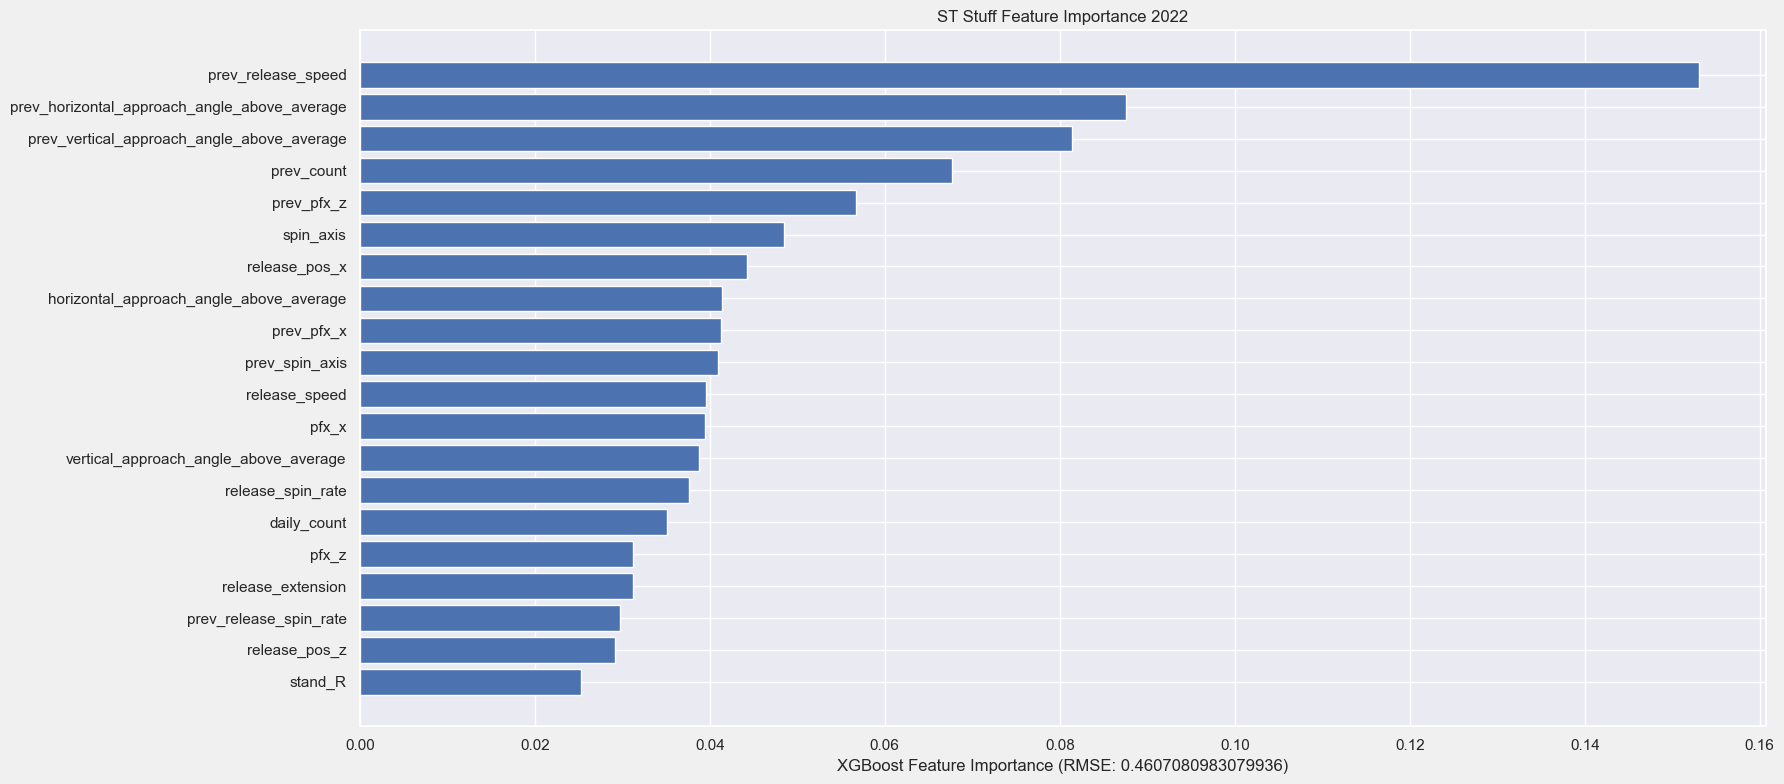 ST Stuff Feature Importance 2022
prev_release_speed
prev_horizontal_approach_angle_above_average
prev_vertical_approach_angle_above_average
prev_count
prev_pfx_z
spin_axis
release_pos_x
horizontal_approach_angle_above_average
prev_pfx_x
prev_spin_axis
release_speed
pfx_x
vertical_approach_angle_above_average
release_spin_rate
daily_count
pfx_z
release_extension
prev_release_spin_rate
release_pos_z
stand_R
0.00 0.02 0.04 0.06 0.08 0.10 0.12 0.14 0.16
XGBoost Feature Importance (RMSE: 0.4607080983079936)